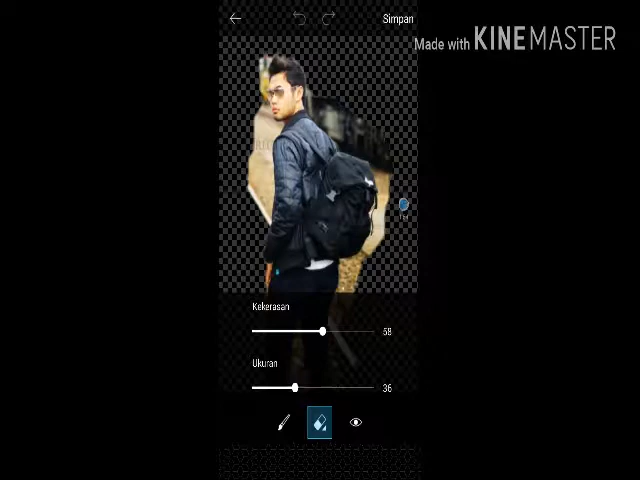 Simpan
Made with KINEMASTER
Kekerasan
58
Ukuran
36